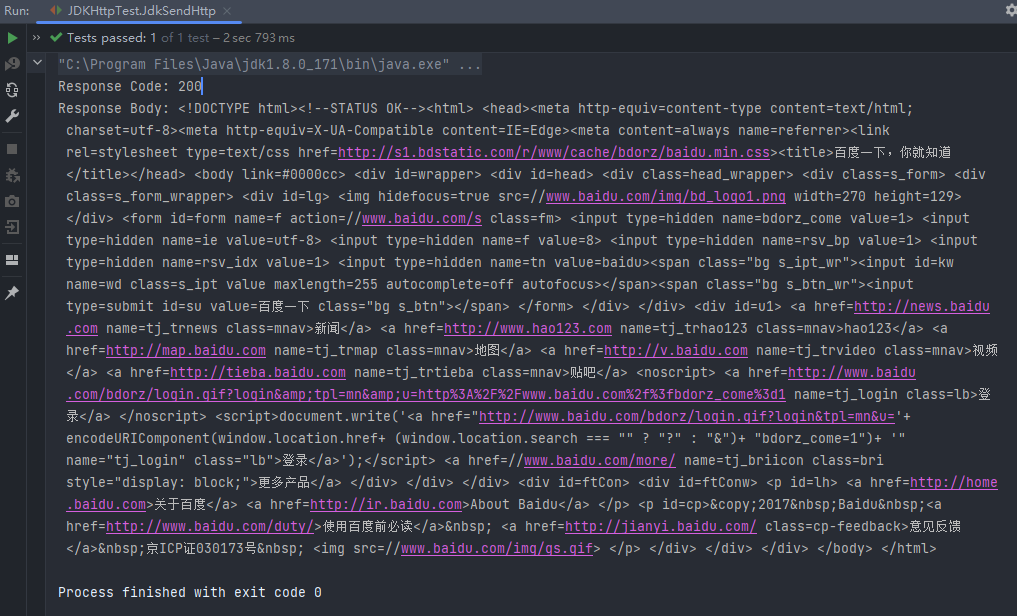 Run: JDKHttpTest.JdkSendHttp
Tests passed: 1 of 1 test – 2 sec 793 ms
"C:\Program Files\Java\jdk1.8.0_171\bin\java.exe" ...
Response Code: 200
Response Body: <!DOCTYPE html><!--STATUS OK--><html> <head><meta http-equiv=content-type content=text/html;
charset=utf-8><meta http-equiv=X-UA-Compatible content=IE=Edge><meta content=always name=referrer><link
rel=stylesheet type=text/css href=http://s1.bdstatic.com/r/www/cache/bdorz/baidu.min.css><title>百度一下，你就知道
</title></head> <body link=#0000cc> <div id=wrapper> <div id=head> <div class=head_wrapper> <div class=s_form> <div
class=s_form_wrapper> <div id=lg> <img hidefocus=true src=//www.baidu.com/img/bd_logo1.png width=270 height=129>
</div> <form id=form name=f action=//www.baidu.com/s class=fm> <input type=hidden name=bdorz_come value=1> <input
type=hidden name=ie value=utf-8> <input type=hidden name=f value=8> <input type=hidden name=rsv_bp value=1> <input
type=hidden name=rsv_idx value=1> <input type=hidden name=tn value=baidu><span class="bg s_ipt_wr"><input id=kw
name=wd class=s_ipt value maxlength=255 autocomplete=off autofocus></span><span class="bg s_btn_wr"><input
type=submit id=su value=百度一下 class="bg s_btn"></span> </form> </div> </div> <div id=u1> <a href=http://news.baidu
.com name=tj_trnews class=mnav>新闻</a> <a href=http://www.hao123.com name=tj_trhao123 class=mnav>hao123</a> <a
href=http://map.baidu.com name=tj_trmap class=mnav>地图</a> <a href=http://v.baidu.com name=tj_trvideo class=mnav>视频
</a> <a href=http://tieba.baidu.com name=tj_trtieba class=mnav>贴吧</a> <noscript> <a href=http://www.baidu
.com/bdorz/login.gif?login&amp;tpl=mn&amp;u=http%3A%2F%2Fwww.baidu.com%2f%3fbdorz_come%3d1 name=tj_login class=lb>登
录</a> </noscript> <script>document.write('<a href="http://www.baidu.com/bdorz/login.gif?login&tpl=mn&u='+
encodeURIComponent(window.location.href+ (window.location.search === "" ? "?" : "&")+ "bdorz_come=1")+ '"
name="tj_login" class="lb">登录</a>');</script> <a href=//www.baidu.com/more/ name=tj_briicon class=bri
style="display: block;">更多产品</a> </div> </div> </div> <div id=ftCon> <div id=ftConw> <p id=lh> <a href=http://home
.baidu.com>关于百度</a> <a href=http://ir.baidu.com>About Baidu</a> </p> <p id=cp>&copy;2017&nbsp;Baidu&nbsp;<a
href=http://www.baidu.com/duty/>使用百度前必读</a>&nbsp; <a href=http://jianyi.baidu.com/ class=cp-feedback>意见反馈
</a>&nbsp;京ICP证030173号&nbsp; <img src=//www.baidu.com/img/gs.gif> </p> </div> </div> </div> </body> </html>
Process finished with exit code 0